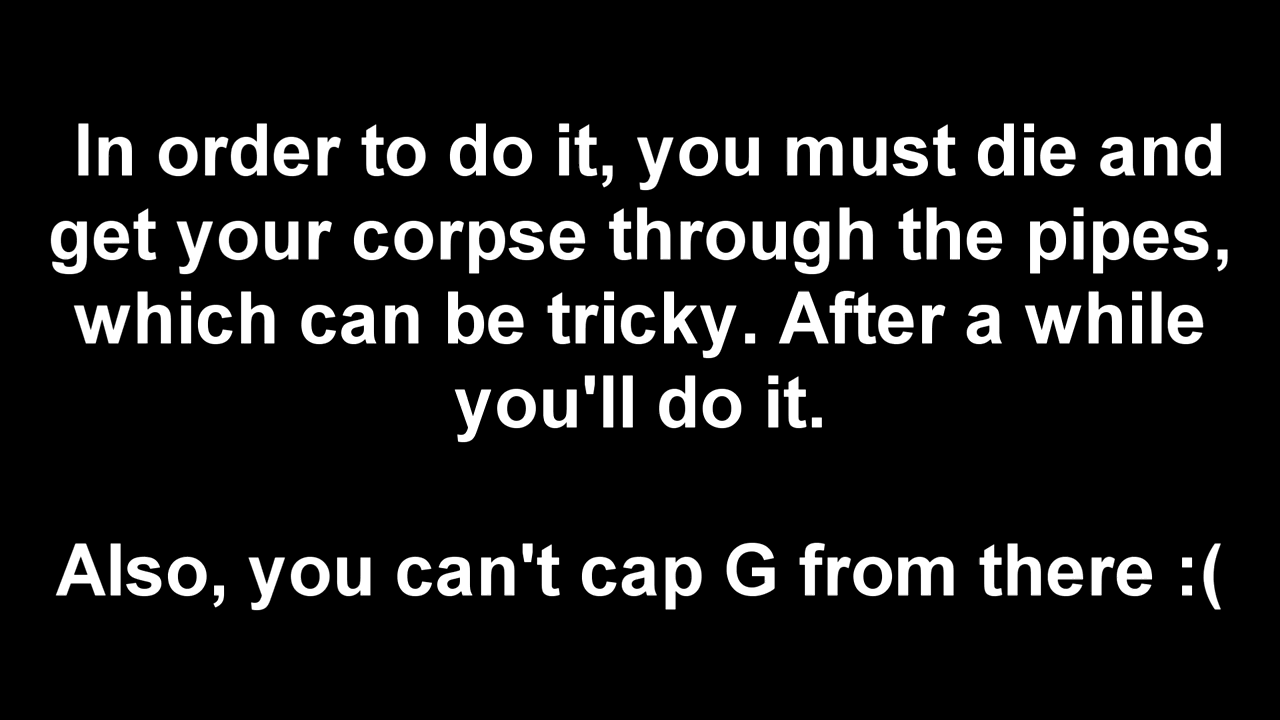 In order to do it, you must die and
get your corpse through the pipes,
which can be tricky. After a while
you'll do it.
Also, you can't cap G from there :(